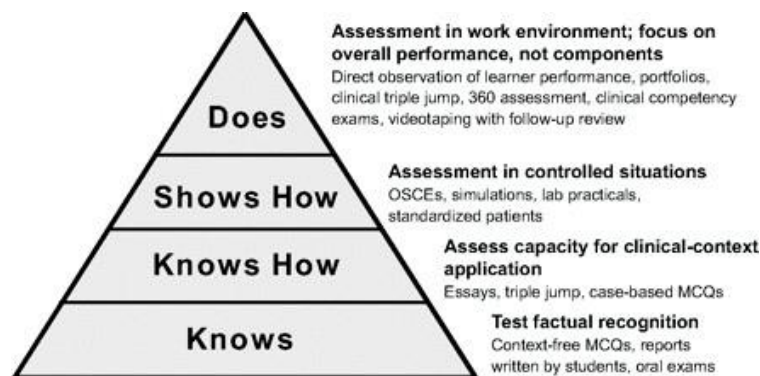 Assessment in work environment; focus on
overall performance, not components
Direct observation of learner performance, portfolios,
clinical triple jump, 360 assessment, clinical competency
exams, videotaping with follow-up review
Does
Assessment in controlled situations
OSCEs, simulations, lab practicals,
standardized patients
Shows How
Assess capacity for clinical-context
application
Essays, triple jump, case-based MCQs
Knows How
Test factual recognition
Context-free MCQs, reports
written by students, oral exams
Knows